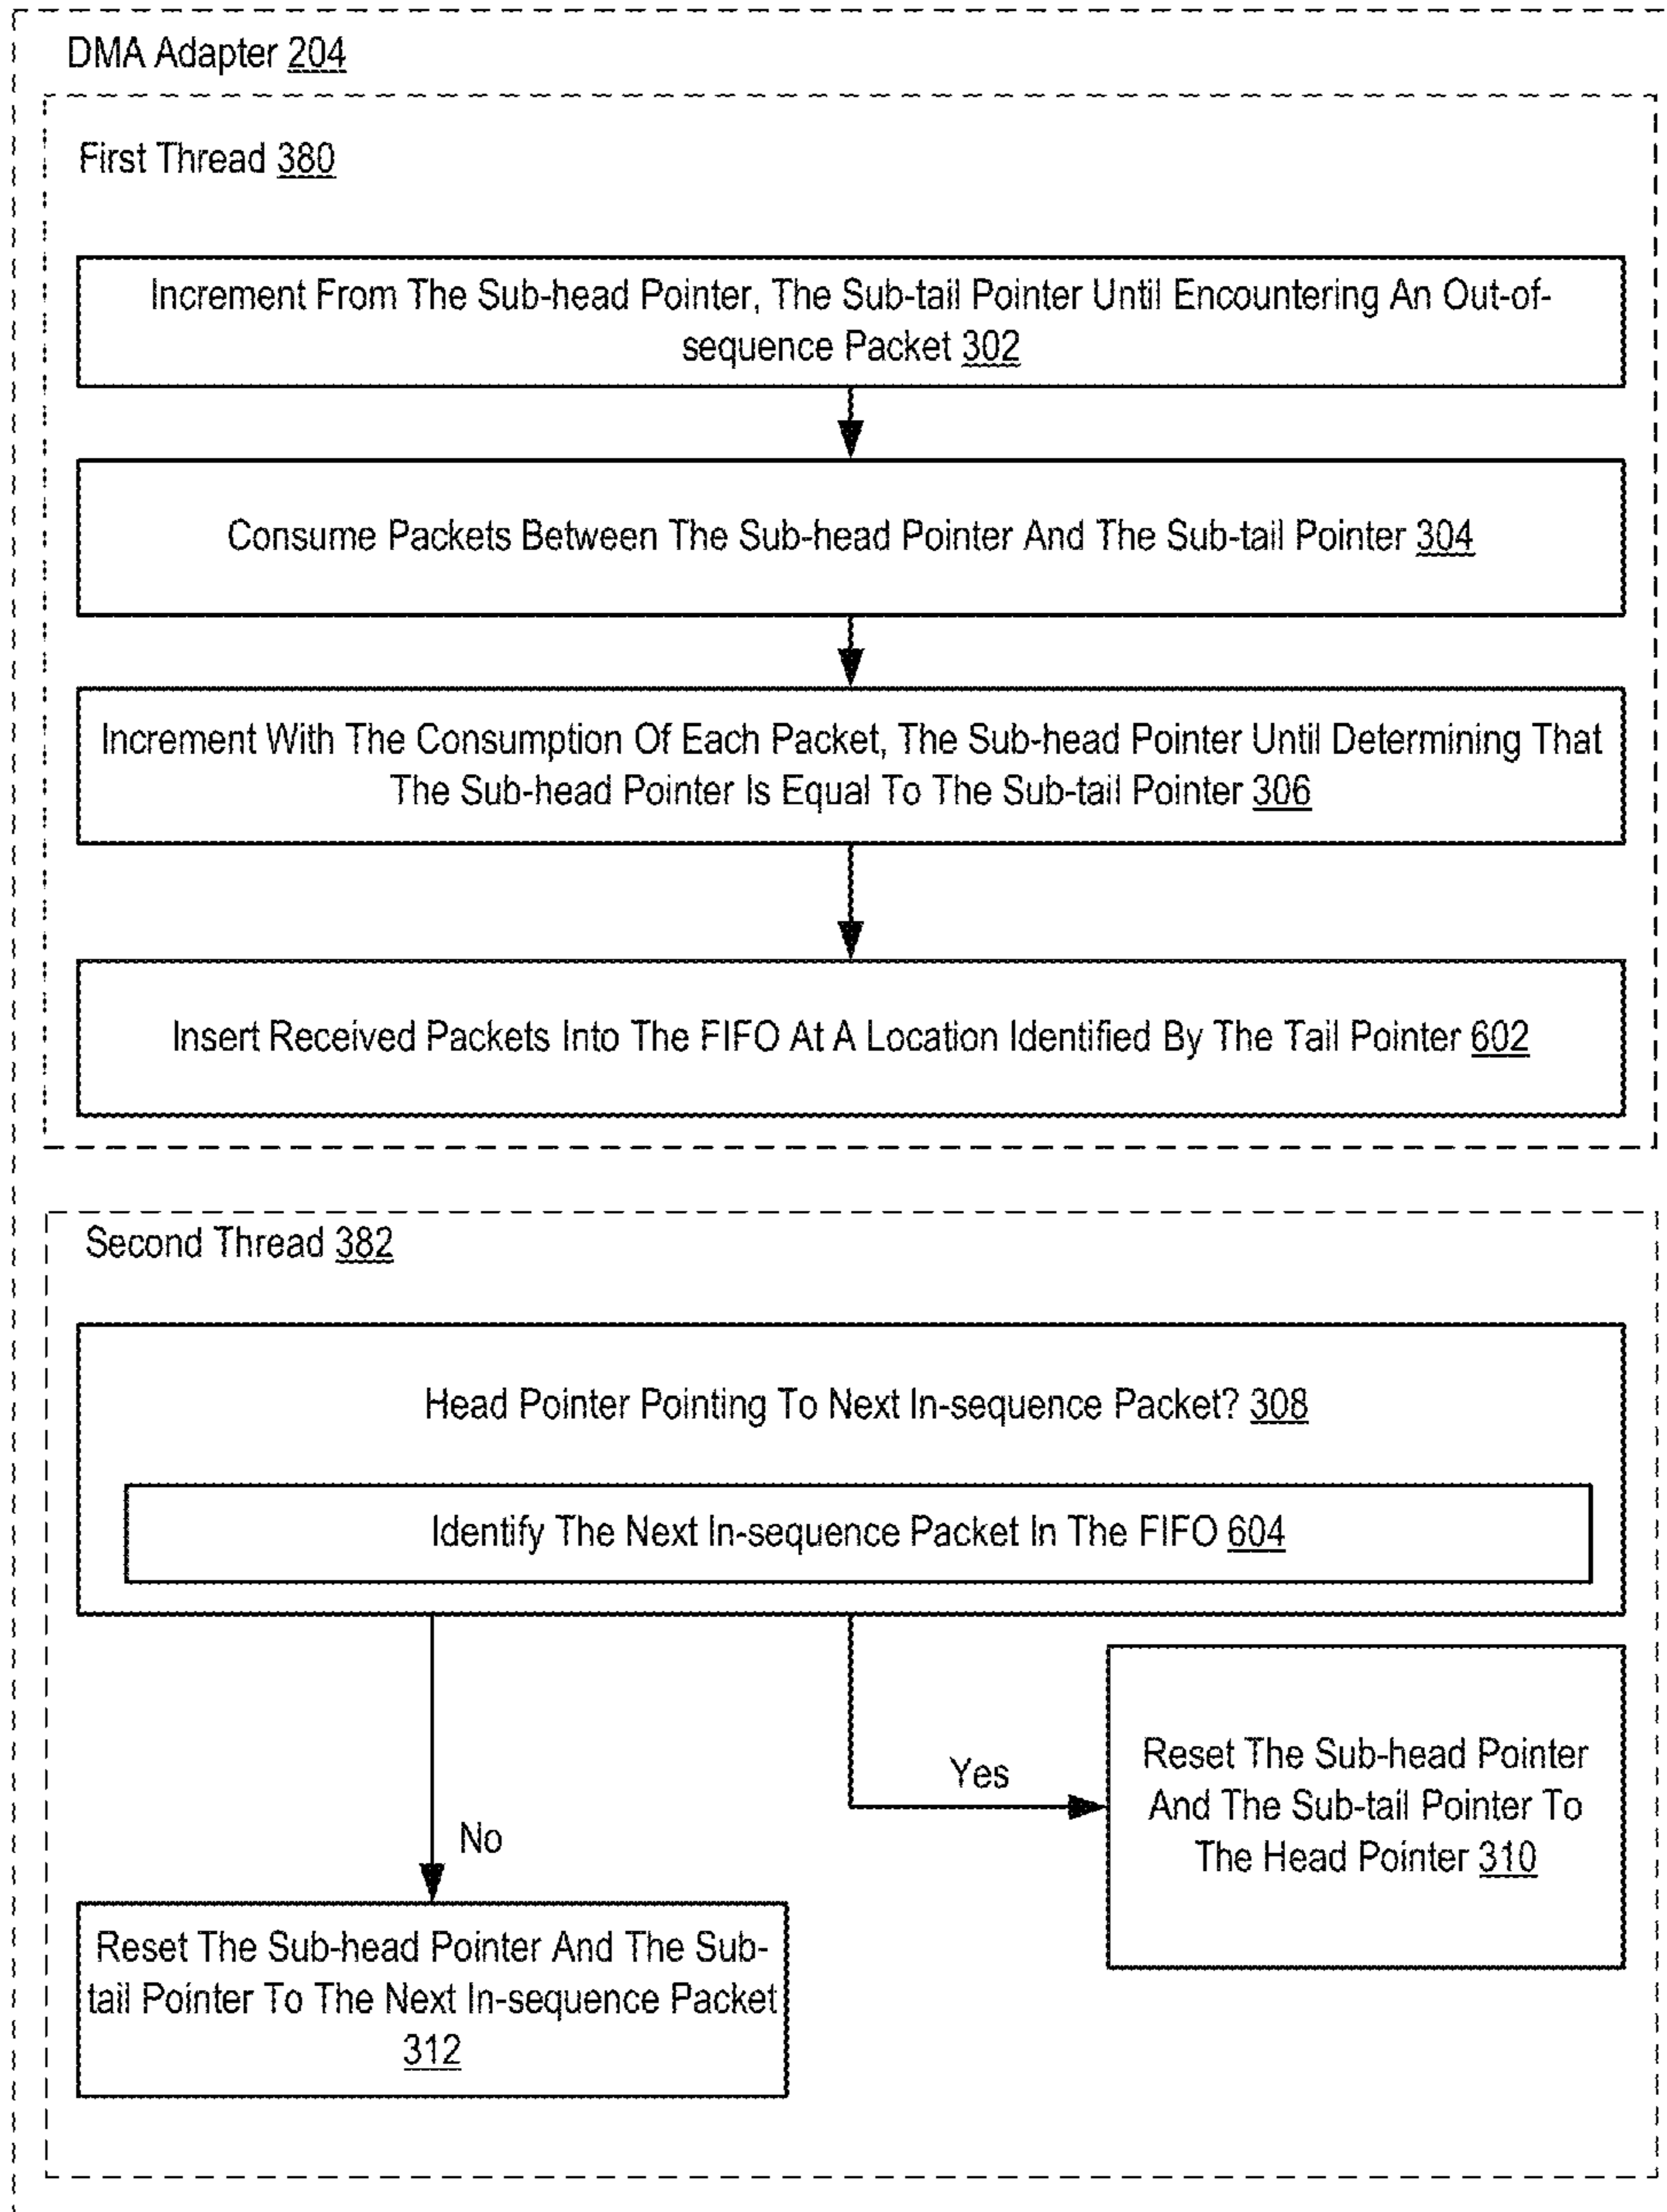 DMA Adapter 204
First Thread 380
Increment From The Sub-head Pointer, The Sub-tail Pointer Until Encountering An Out-of-
sequence Packet 302
Consume Packets Between The Sub-head Pointer And The Sub-tail Pointer 304
Increment With The Consumption Of Each Packet, The Sub-head Pointer Until Determining That
The Sub-head Pointer Is Equal To The Sub-tail Pointer 306
Insert Received Packets Into The FIFO At A Location Identified By The Tail Pointer 602
Second Thread 382
Head Pointer Pointing To Next In-sequence Packet? 308
Identify The Next In-sequence Packet In The FIFO 604
Yes
Reset The Sub-head Pointer
And The Sub-tail Pointer To
The Head Pointer 310
No
Reset The Sub-head Pointer And The Sub-
tail Pointer To The Next In-sequence Packet
312